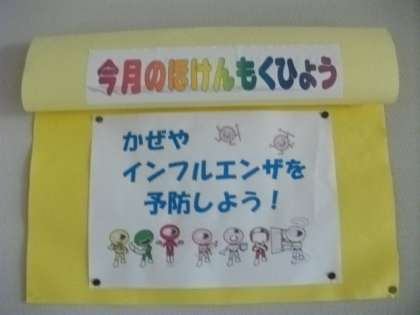 今月のほけんもくひょう
かぜや
インフルエンザを
予防しよう！